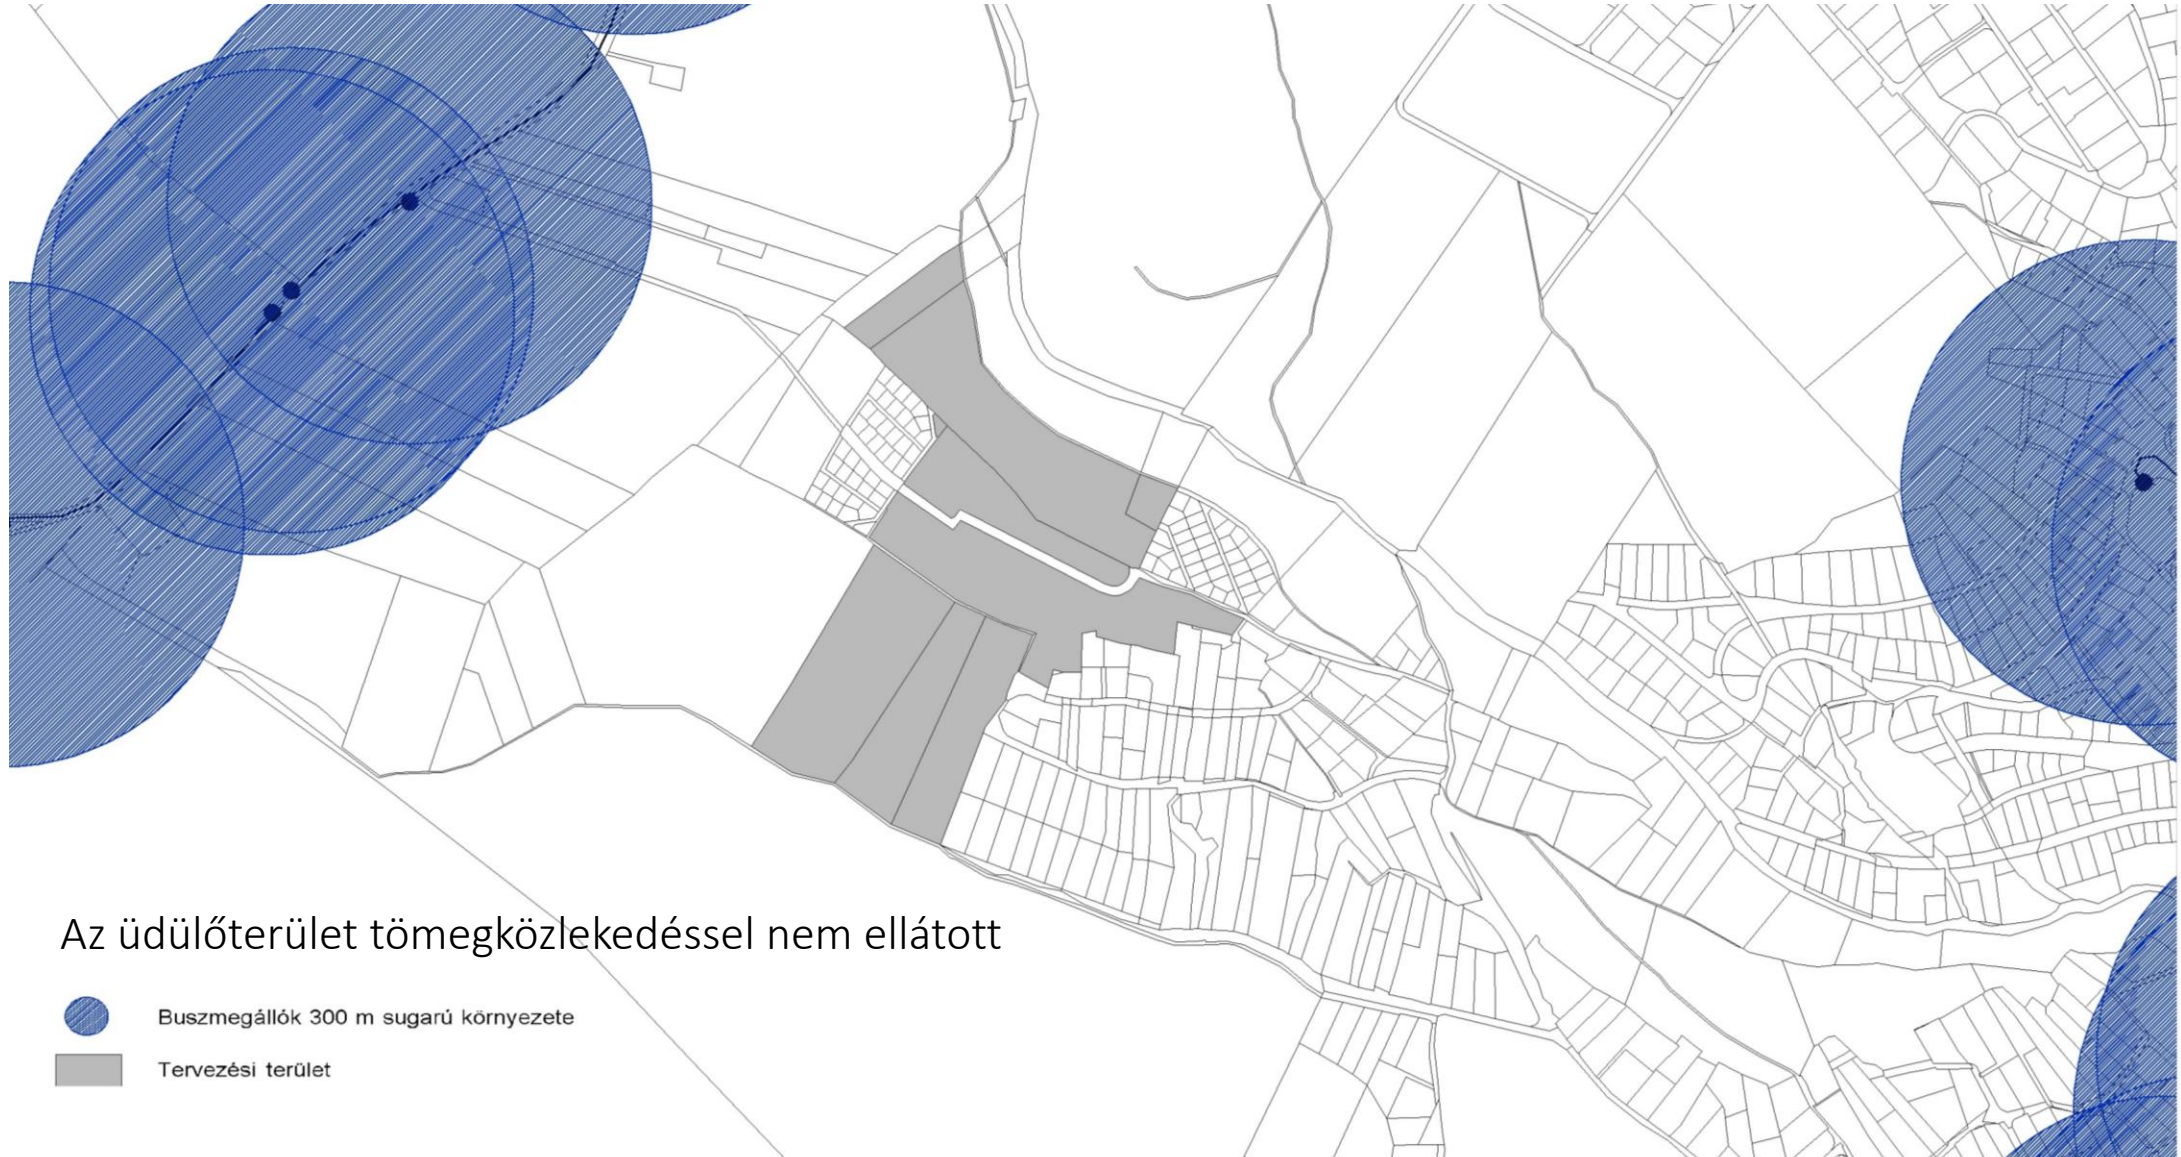 Az üdülőterület tömegközlekedéssel nem ellátott
Buszmegállók 300 m sugarú környezete
Tervezési terület